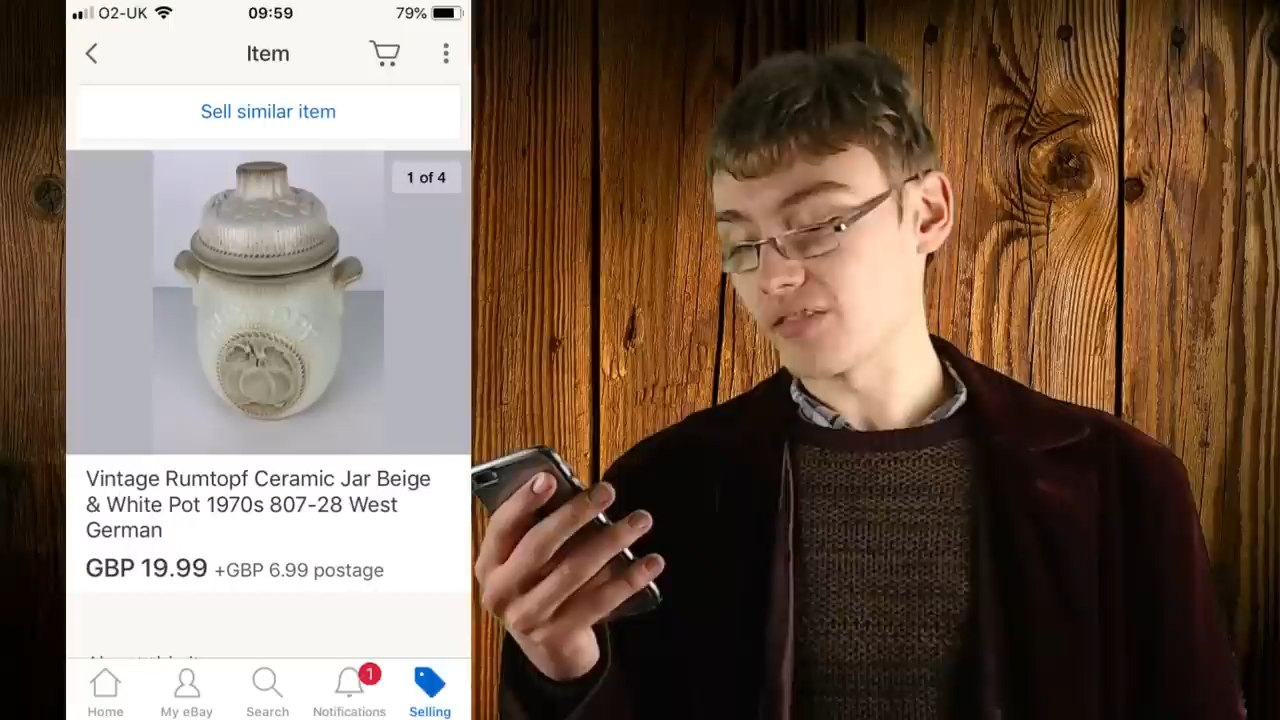 O2-UK 09:59 79%
Item
Sell similar item
1 of 4
Vintage Rumtopf Ceramic Jar Beige
& White Pot 1970s 807-28 West
German
GBP 19.99 +GBP 6.99 postage
1
Home My eBay Search Notifications Selling